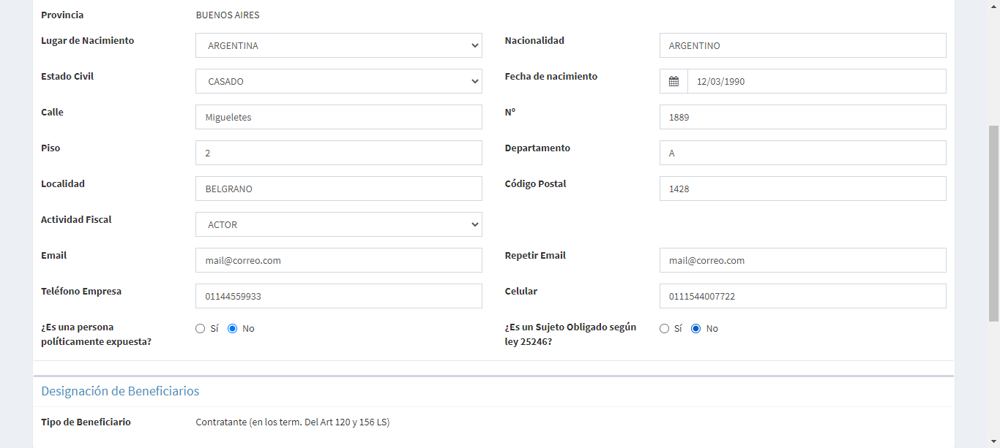 Provincia BUENOS AIRES
Lugar de Nacimiento ARGENTINA Nacionalidad ARGENTINO
Estado Civil CASADO Fecha de nacimiento 12/03/1990
Calle Migueletes Nº 1889
Piso 2 Departamento A
Localidad BELGRANO Código Postal 1428
Actividad Fiscal ACTOR
Email mail@correo.com Repetir Email mail@correo.com
Teléfono Empresa 01144559933 Celular 0111544007722
¿Es una persona Sí No ¿Es un Sujeto Obligado según Sí No
políticamente expuesta? ley 25246?
Designación de Beneficiarios
Tipo de Beneficiario Contratante (en los term. Del Art 120 y 156 LS)